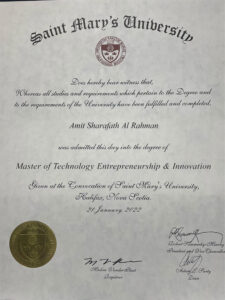 Saint Mary's University
Does hereby bear witness that,
Whereas all studies and requirements which pertain to the Degree and
to the requirements of the University have been fulfilled and completed,
Amit Sharafath Al Rahman
was admitted this day into the degree of
Master of Technology Entrepreneurship & Innovation
Given at the Convocation of Saint Mary's University,
Halifax, Nova Scotia.
21 January 2022
Registrar
Dean